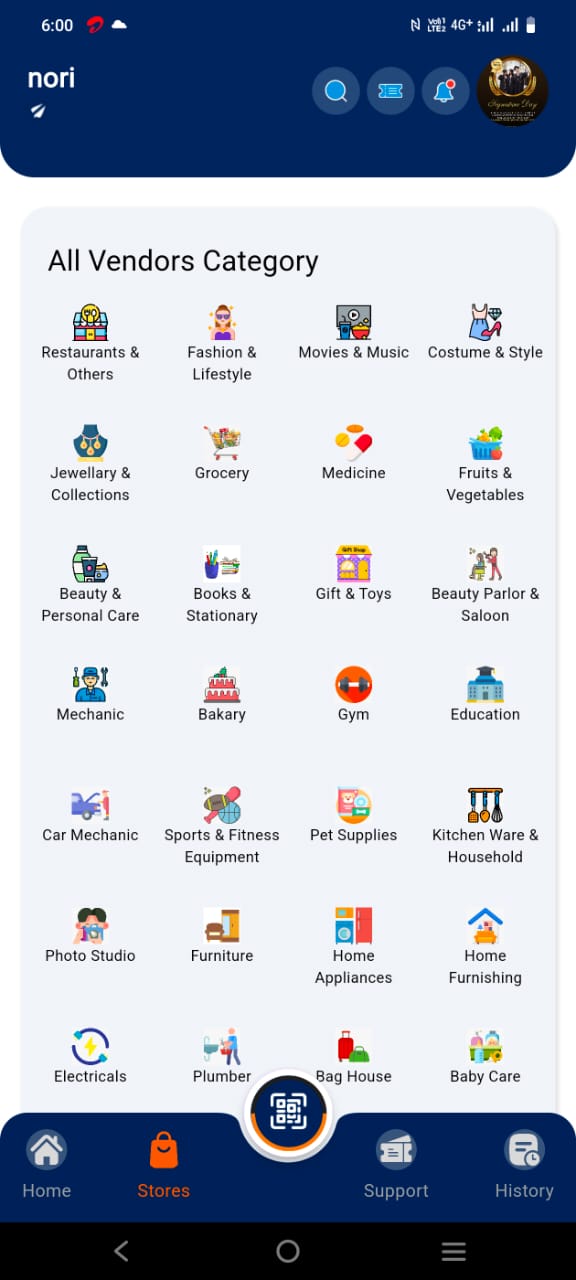 6:00
Vo))1
LTE2
4G+
nori
Signature Day
All Vendors Category
Restaurants &
Others
Fashion &
Lifestyle
Movies & Music
Costume & Style
Jewellary &
Collections
Grocery
Medicine
Fruits &
Vegetables
Beauty &
Personal Care
Books &
Stationary
Gift Shop
Gift & Toys
Beauty Parlor &
Saloon
Mechanic
Bakary
Gym
Education
Car Mechanic
Sports & Fitness
Equipment
Pet Supplies
Kitchen Ware &
Household
Photo Studio
Furniture
Home
Appliances
Home
Furnishing
Electricals
Plumber
Bag House
Baby Care
Home
Stores
Support
History